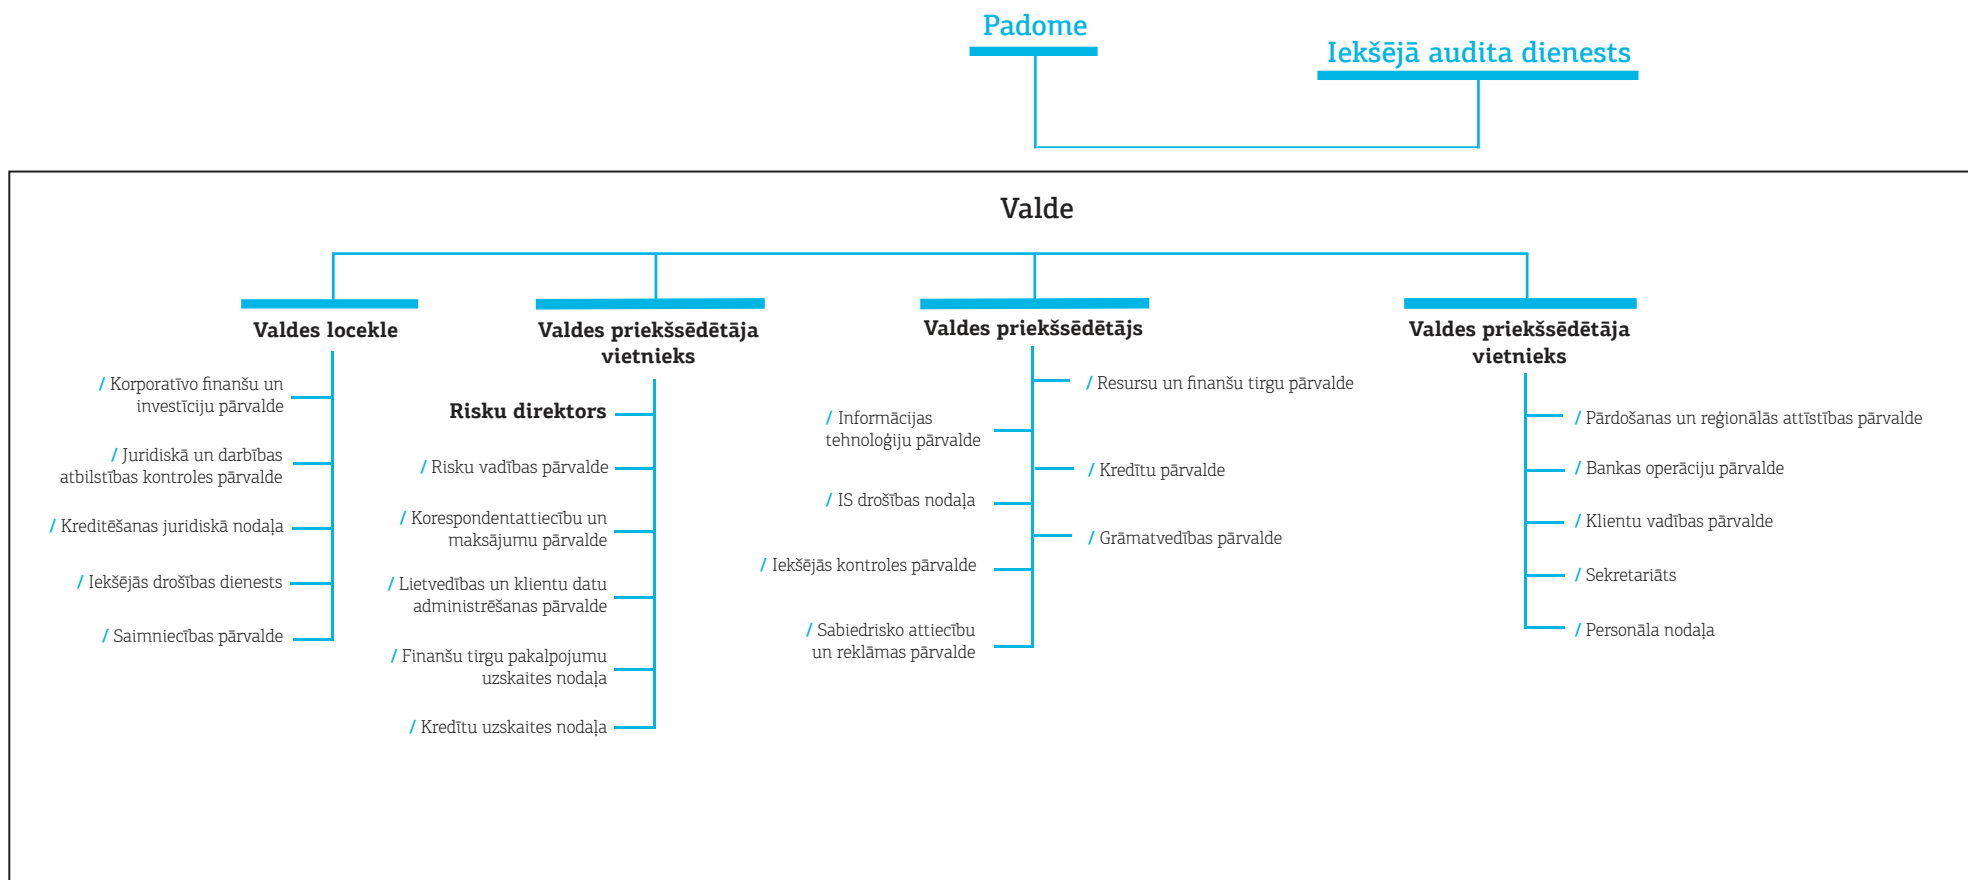 Padome
Iekšējā audita dienests
Valde
Valdes locekle
/ Korporatīvo finanšu un
investīciju pārvalde
/ Juridiskā un darbības
atbilstības kontroles pārvalde
/ Kreditēšanas juridiskā nodaļa
/ Iekšējās drošības dienests
/ Saimniecības pārvalde
Valdes priekšsēdētāja
vietnieks
Risku direktors
/ Risku vadības pārvalde
/ Korespondentattiecību un
maksājumu pārvalde
/ Lietvedības un klientu datu
administrēšanas pārvalde
/ Finanšu tirgu pakalpojumu
uzskaites nodaļa
/ Kredītu uzskaites nodaļa
Valdes priekšsēdētājs
/ Resursu un finanšu tirgu pārvalde
/ Informācijas
tehnoloģiju pārvalde
/ Kredītu pārvalde
/ IS drošības nodaļa
/ Grāmatvedības pārvalde
/ Iekšējās kontroles pārvalde
/ Sabiedrisko attiecību
un reklāmas pārvalde
Valdes priekšsēdētāja
vietnieks
/ Pārdošanas un reģionālās attīstības pārvalde
/ Bankas operāciju pārvalde
/ Klientu vadības pārvalde
/ Sekretariāts
/ Personāla nodaļa